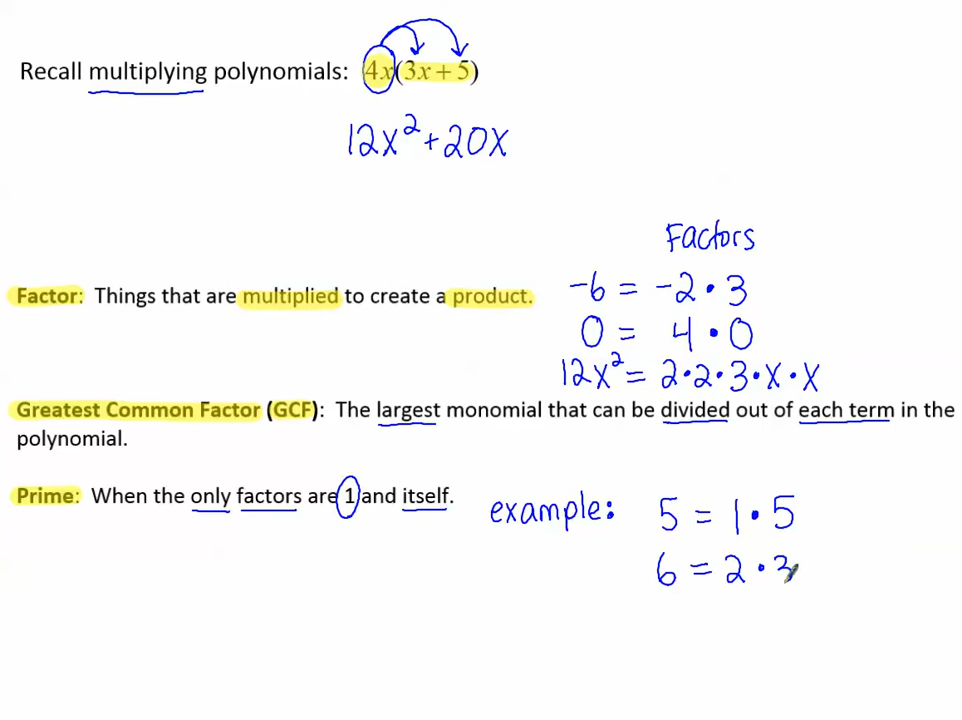 Recall multiplying polynomials: 4x(3x + 5)
12x² + 20x
Factors
-6 = -2 · 3
Factor: Things that are multiplied to create a product.
0 = 4 · 0
12x² = 2 · 2 · 3 · x · x
Greatest Common Factor (GCF): The largest monomial that can be divided out of each term in the
polynomial.
Prime: When the only factors are 1 and itself.
example: 5 = 1 · 5
6 = 2 · 3